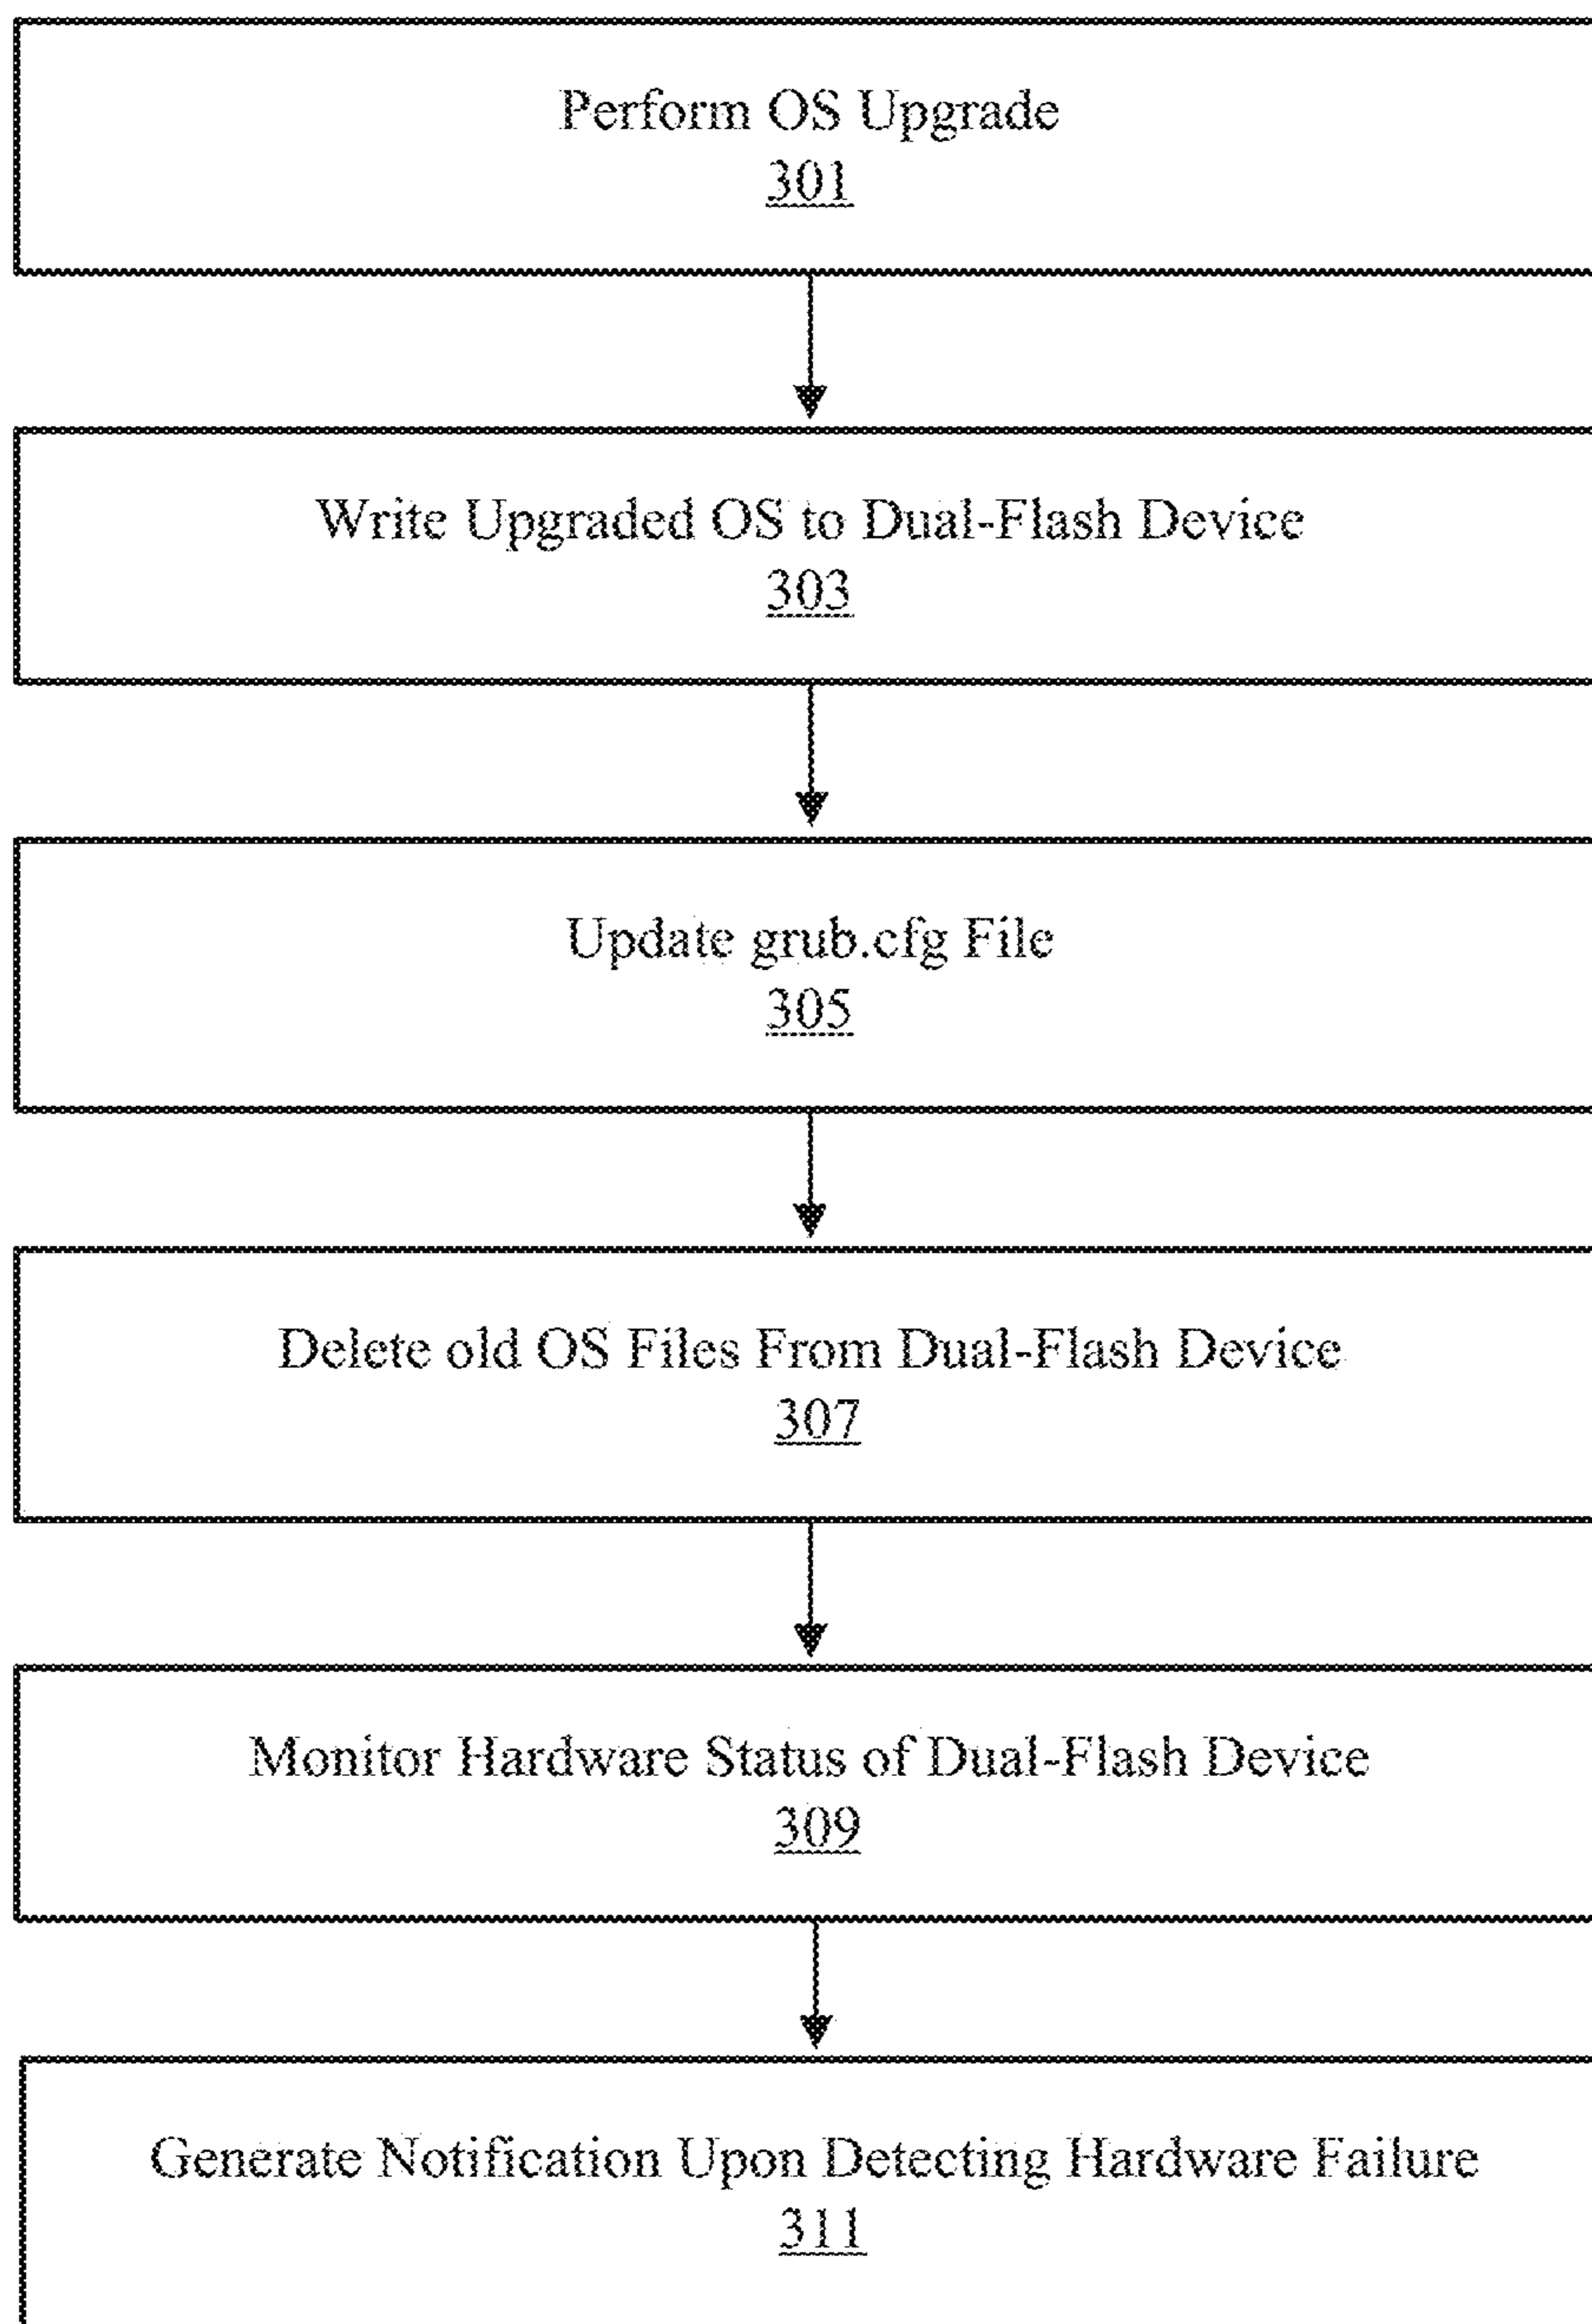 Perform OS Upgrade
301
Write Upgraded OS to Dual-Flash Device
303
Update grub.cfg File
305
Delete old OS Files From Dual-Flash Device
307
Monitor Hardware Status of Dual-Flash Device
309
Generate Notification Upon Detecting Hardware Failure
311